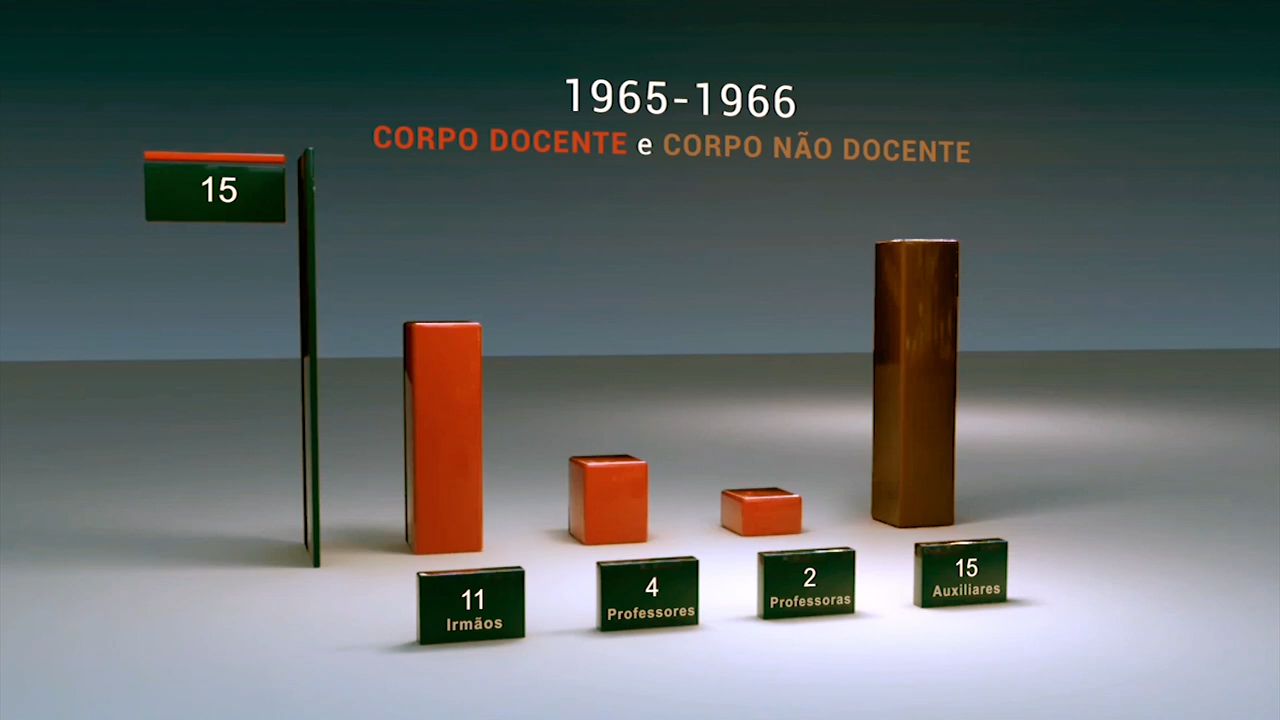 1965-1966
CORPO DOCENTE e CORPO NÃO DOCENTE
15
11
Irmãos
4
Professores
2
Professoras
15
Auxiliares